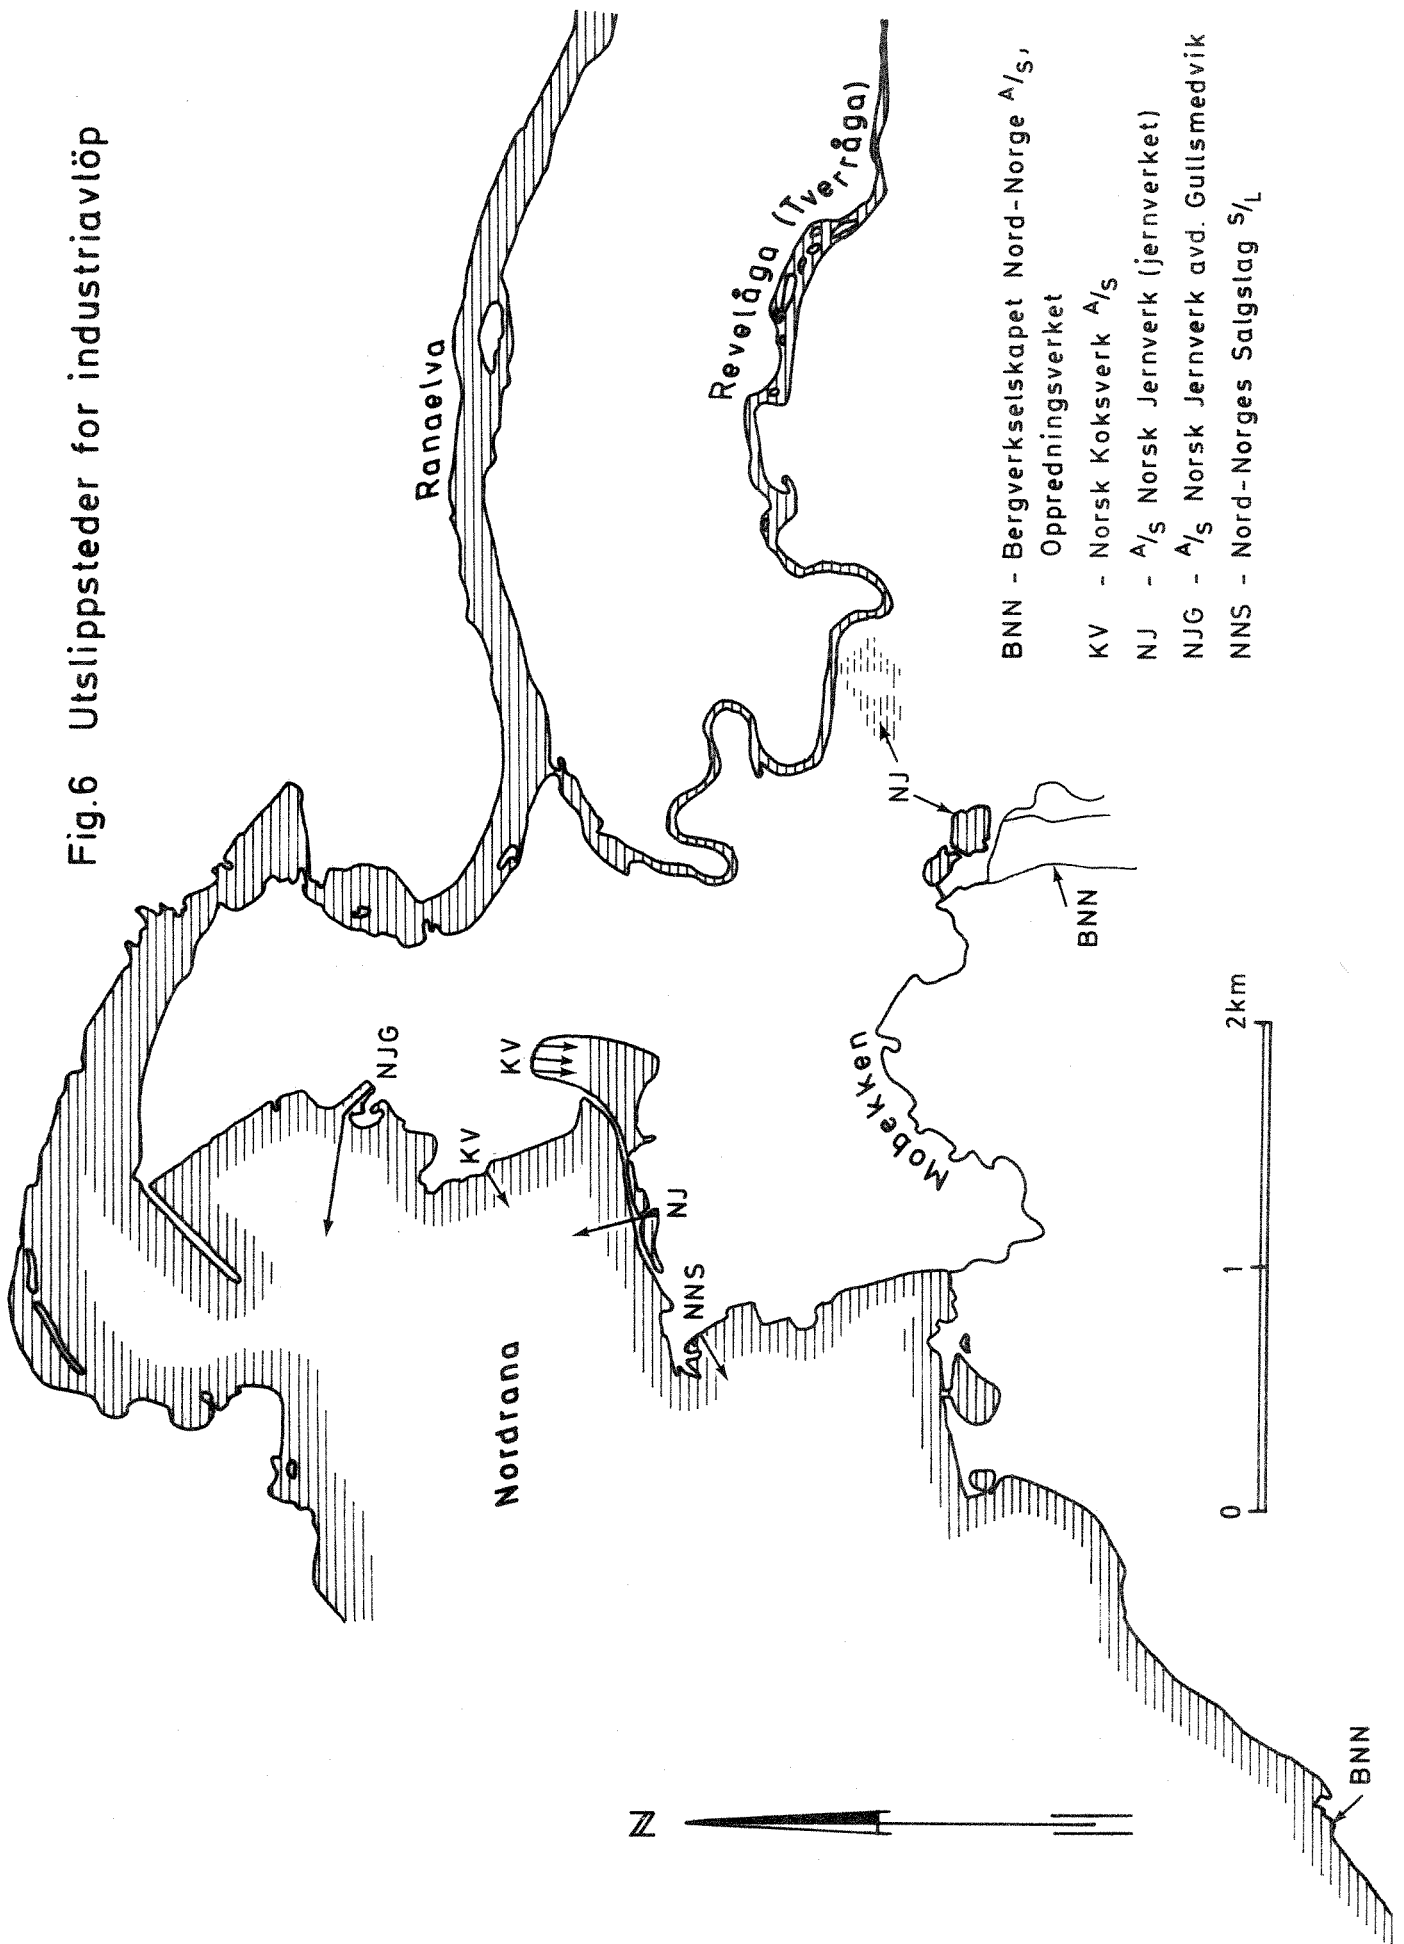 Fig.6 Utslippsteder for industriavlöp
Ranaelva
Revelåga (Tverråga)
NJG
KV
KV
NJ
NNS
Nordrana
Mobekken
NJ
BNN
BNN
N
0 1 2km
BNN - Bergverkselskapet Nord-Norge A/S,
Oppredningsverket
KV - Norsk Koksverk A/S
NJ - A/S Norsk Jernverk (jernverket)
NJG - A/S Norsk Jernverk avd. Gullsmedvik
NNS - Nord-Norges Salgslag S/L